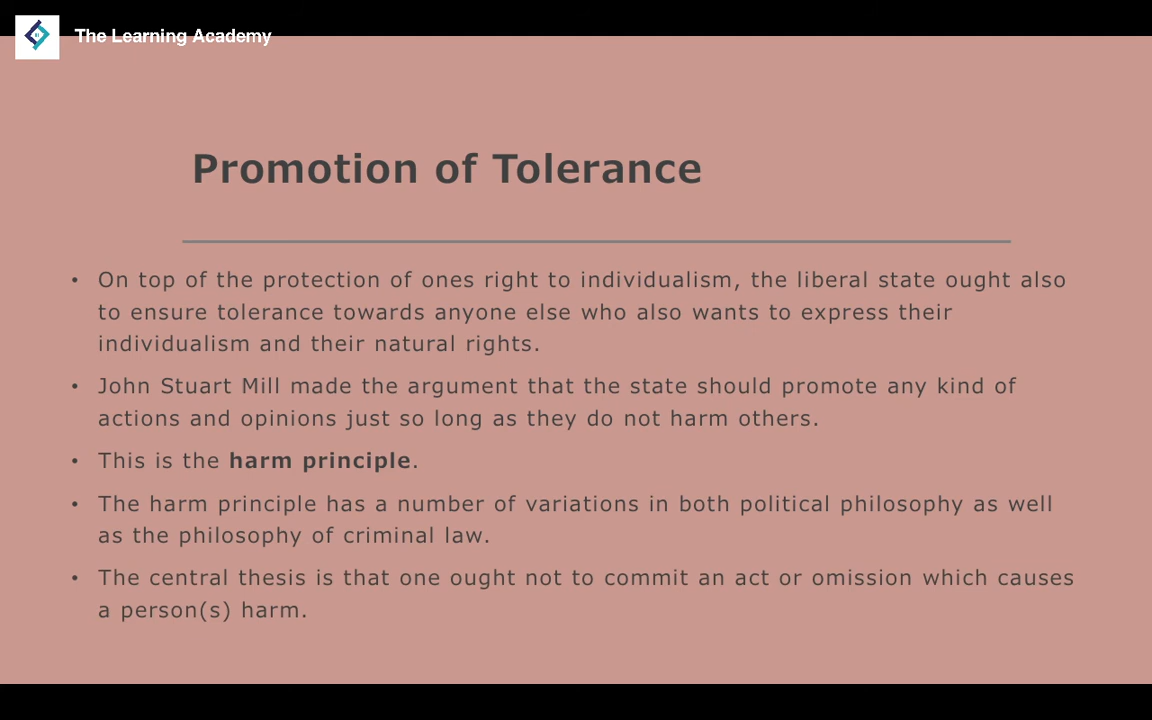 The Learning Academy
Promotion of Tolerance
• On top of the protection of ones right to individualism, the liberal state ought also
to ensure tolerance towards anyone else who also wants to express their
individualism and their natural rights.
• John Stuart Mill made the argument that the state should promote any kind of
actions and opinions just so long as they do not harm others.
• This is the harm principle.
• The harm principle has a number of variations in both political philosophy as well
as the philosophy of criminal law.
• The central thesis is that one ought not to commit an act or omission which causes
a person(s) harm.